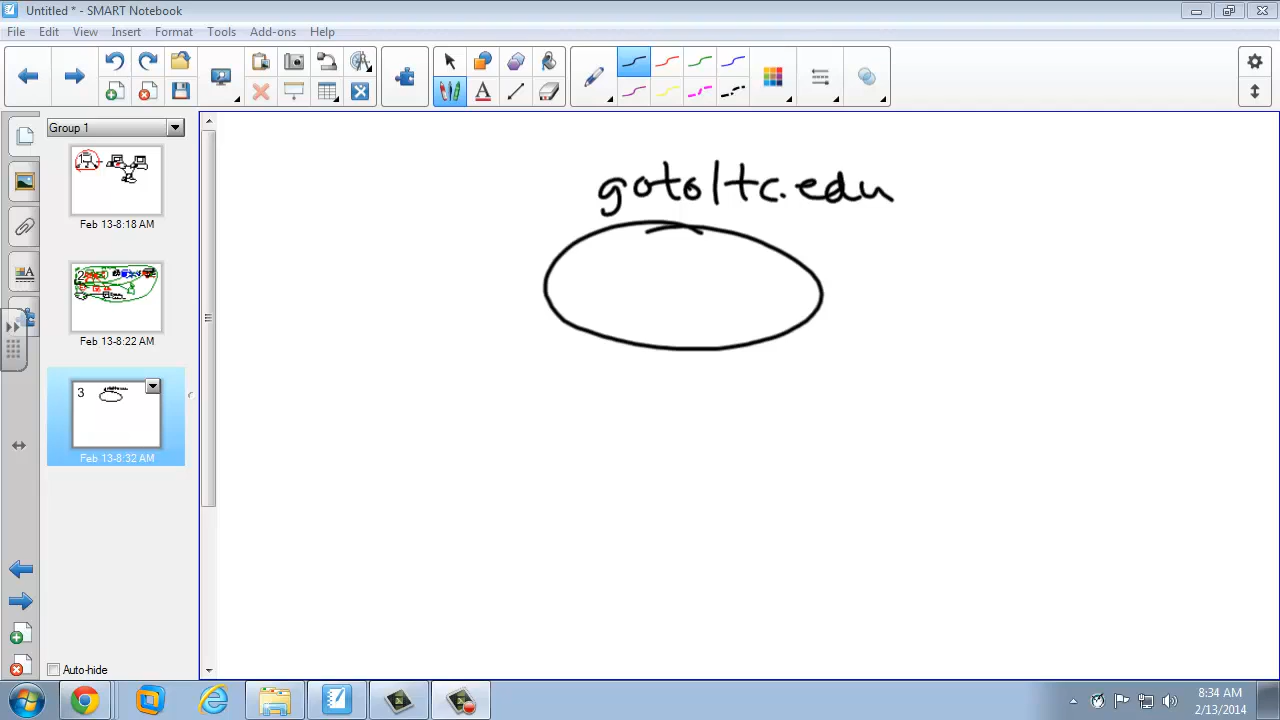 Untitled * - SMART Notebook
File Edit View Insert Format Tools Add-ons Help
Group 1
Feb 13-8:18 AM
2
Feb 13-8:22 AM
3
Feb 13-8:32 AM
Auto-hide
gotoltc.edu
8:34 AM
2/13/2014